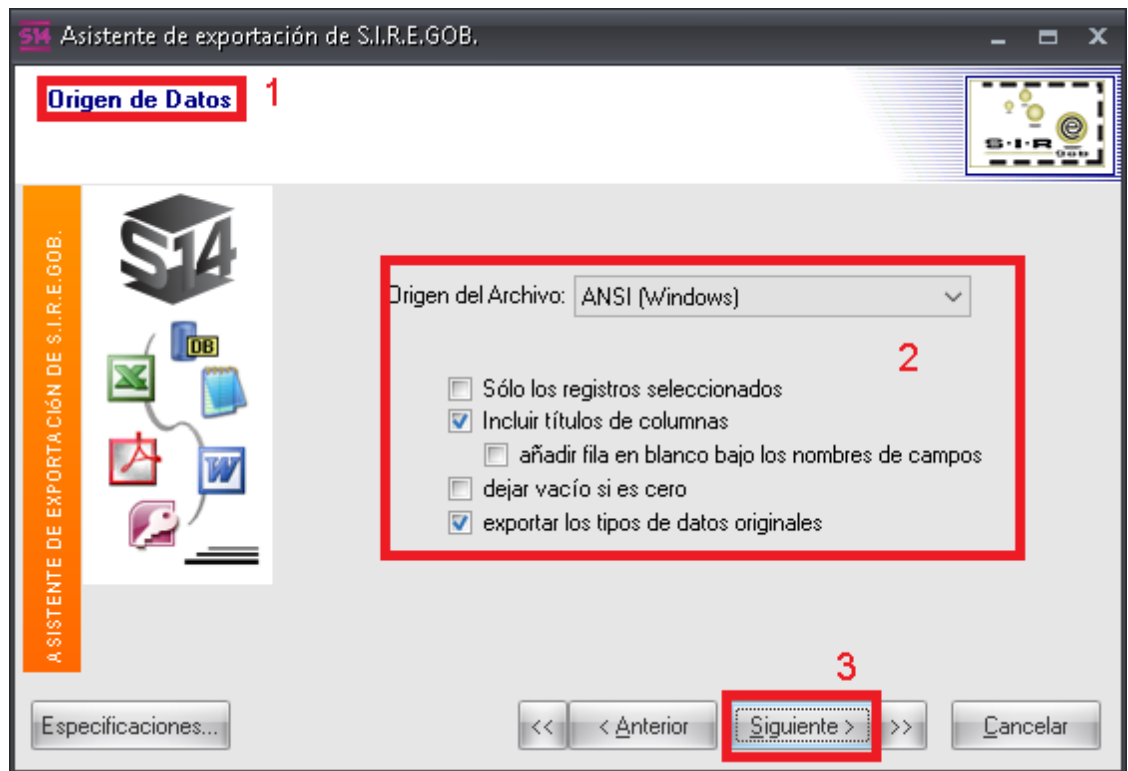 S14 Asistente de exportación de S.I.R.E.GOB.
Origen de Datos 1
S·I·R e
Gob
ASISTENTE DE EXPORTACIÓN DE S.I.R.E.GOB.
S14
DB
W
Origen del Archivo: ANSI (Windows)
2
Sólo los registros seleccionados
Incluir títulos de columnas
añadir fila en blanco bajo los nombres de campos
dejar vacío si es cero
exportar los tipos de datos originales
3
Especificaciones... << < Anterior Siguiente > >> Cancelar